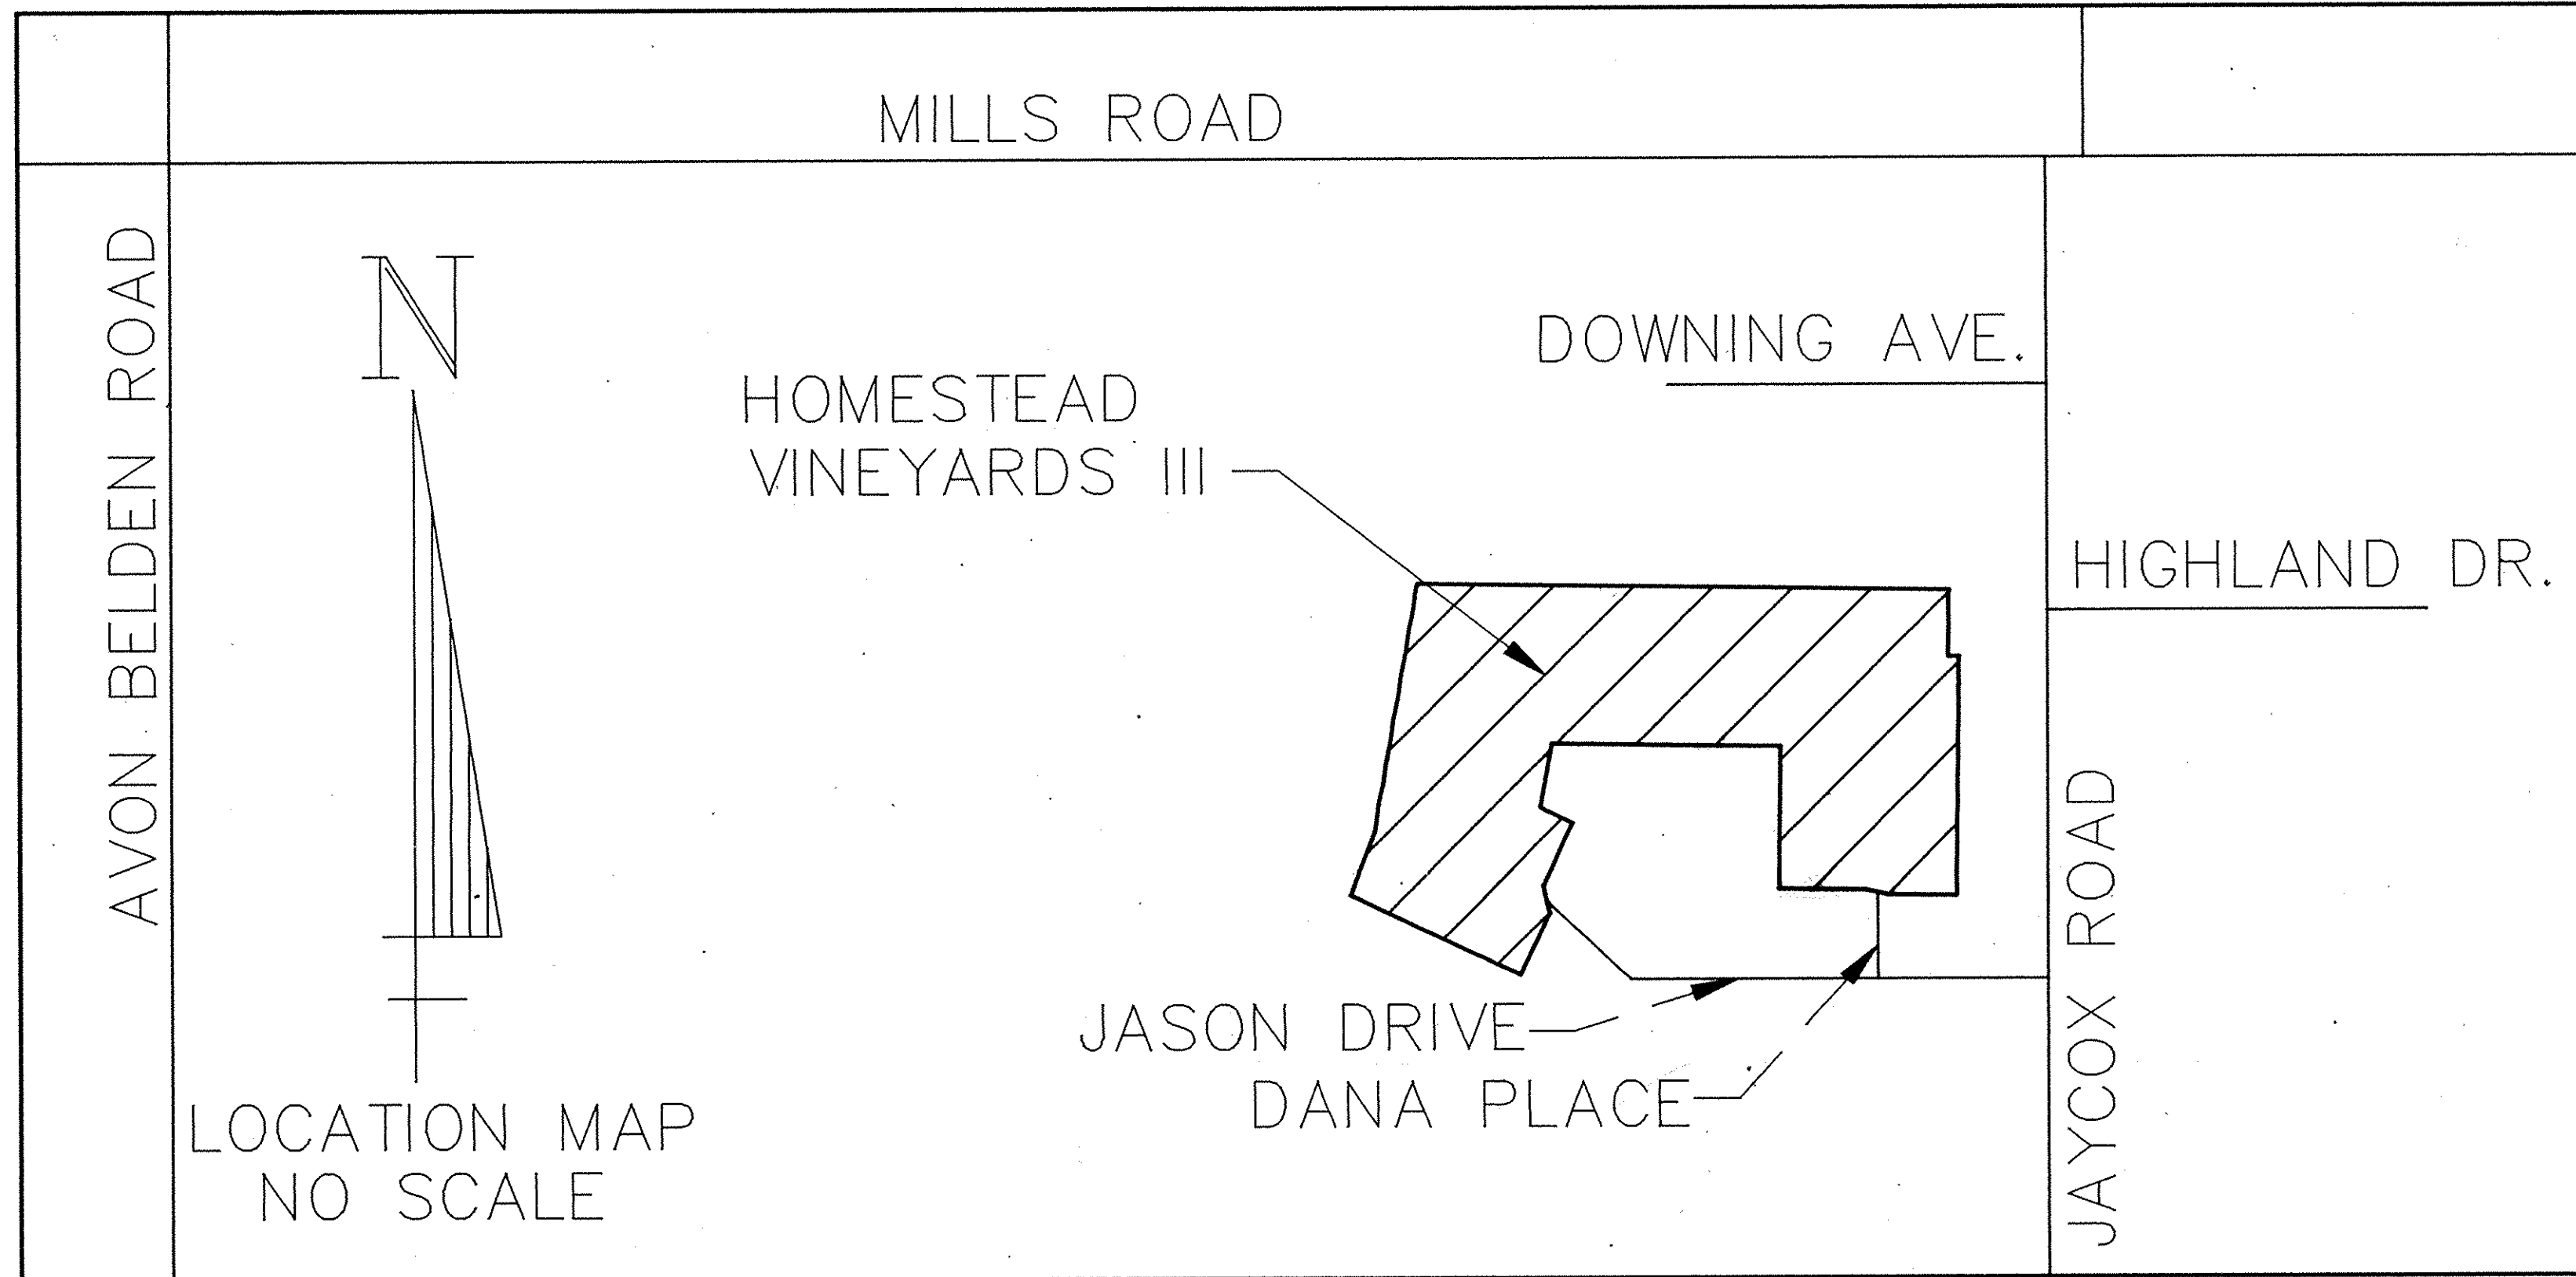 MILLS ROAD
AVON BELDEN ROAD
N
DOWNING AVE.
HOMESTEAD
VINEYARDS III
HIGHLAND DR.
JAYCOX ROAD
JASON DRIVE
DANA PLACE
LOCATION MAP
NO SCALE